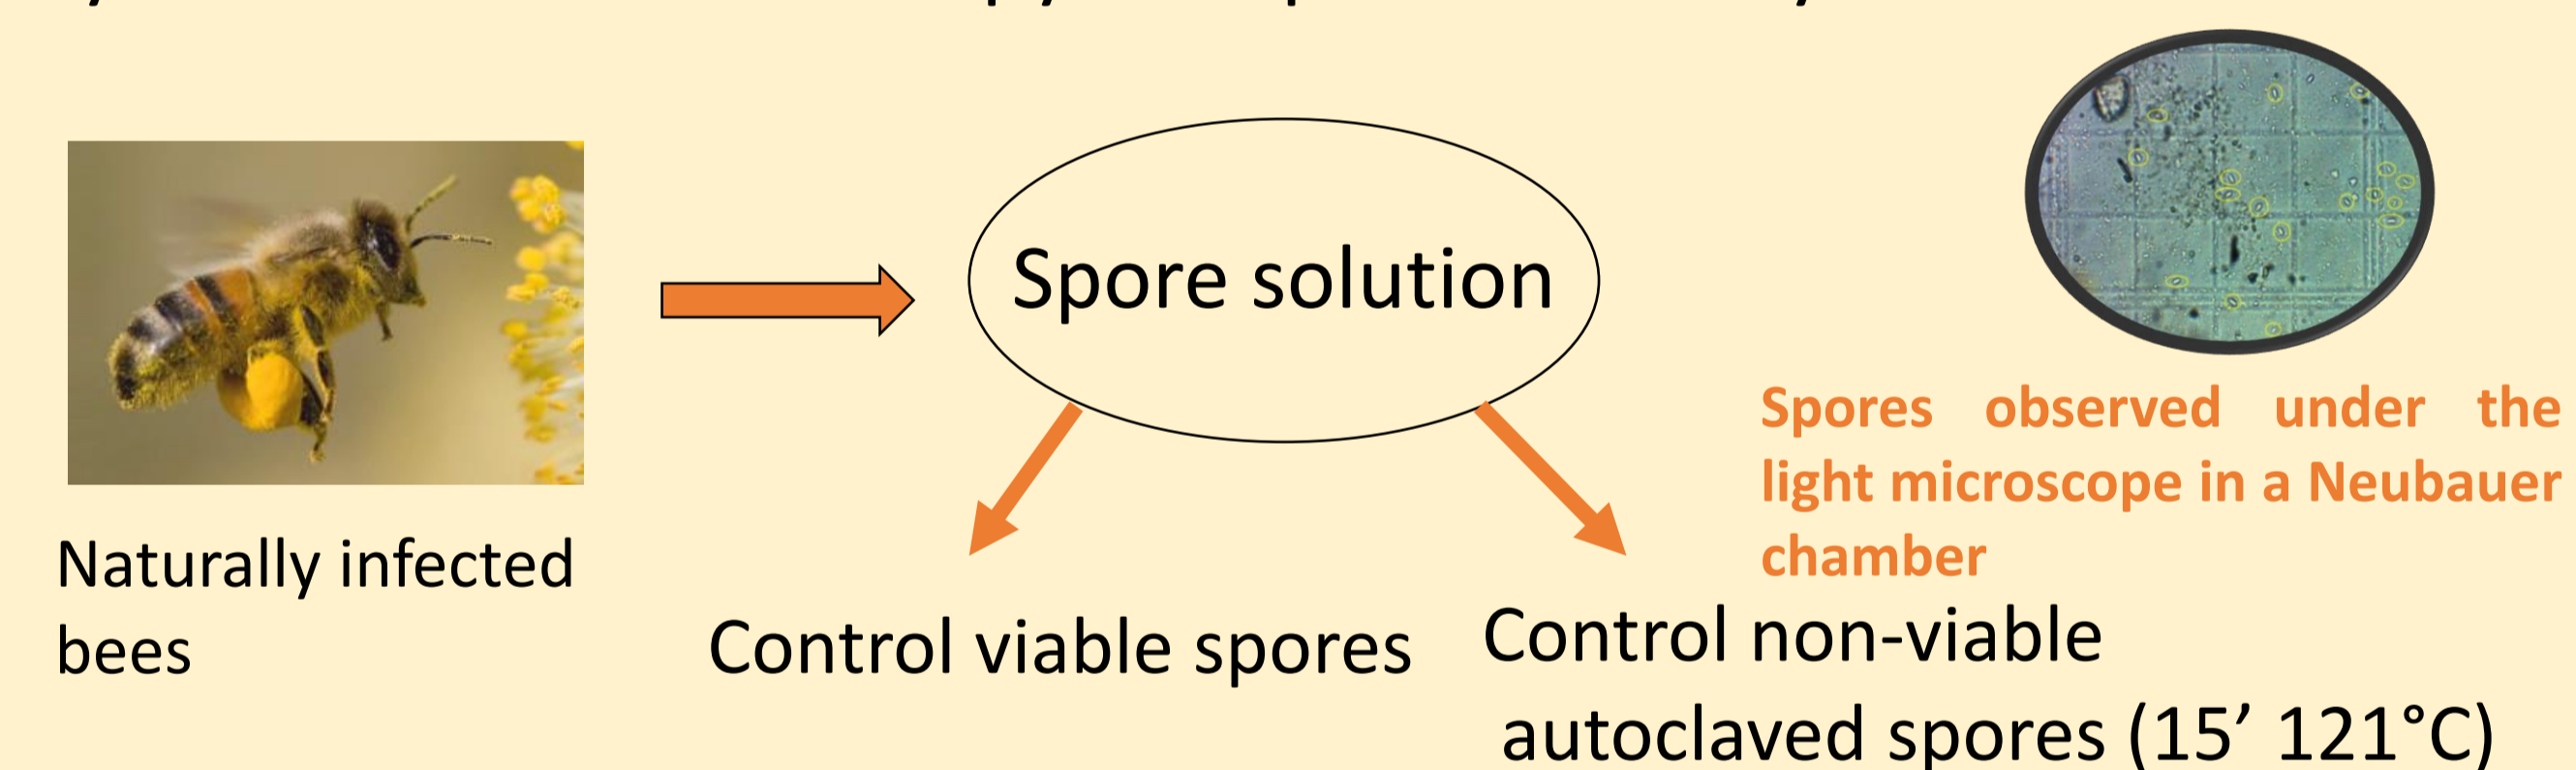 Naturally infected
bees
Spore solution
Control viable spores
Spores observed under the
light microscope in a Neubauer
chamber
Control non-viable
autoclaved spores (15’ 121°C)